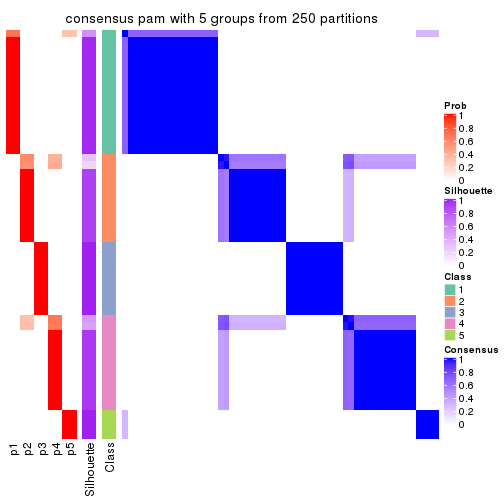 consensus pam with 5 groups from 250 partitions
Prob
1
0.8
0.6
0.4
0.2
0
Silhouette
1
0.8
0.6
0.4
0.2
0
Class
1
2
3
4
5
Consensus
1
0.8
0.6
0.4
0.2
0
p1
p2
p3
p4
p5
Silhouette
Class